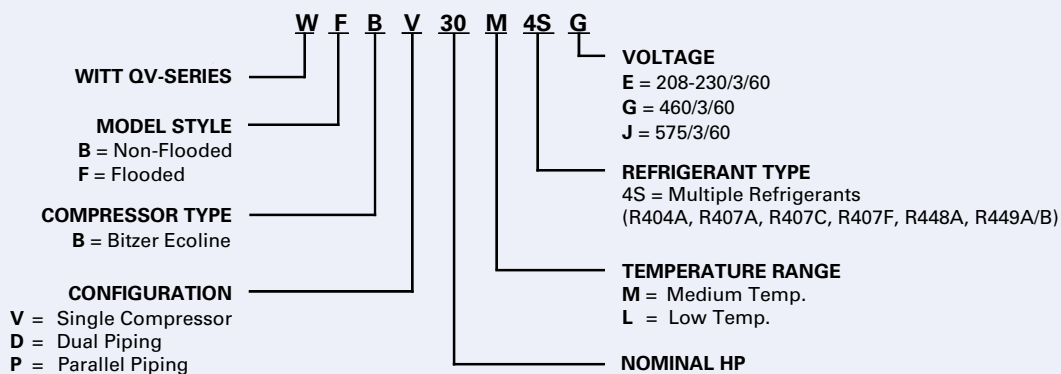 W F B V 30 M 4S G
WITT QV-SERIES
MODEL STYLE
B = Non-Flooded
F = Flooded
COMPRESSOR TYPE
B = Bitzer Ecoline
CONFIGURATION
V = Single Compressor
D = Dual Piping
P = Parallel Piping
VOLTAGE
E = 208-230/3/60
G = 460/3/60
J = 575/3/60
REFRIGERANT TYPE
4S = Multiple Refrigerants
(R404A, R407A, R407C, R407F, R448A, R449A/B)
TEMPERATURE RANGE
M = Medium Temp.
L = Low Temp.
NOMINAL HP